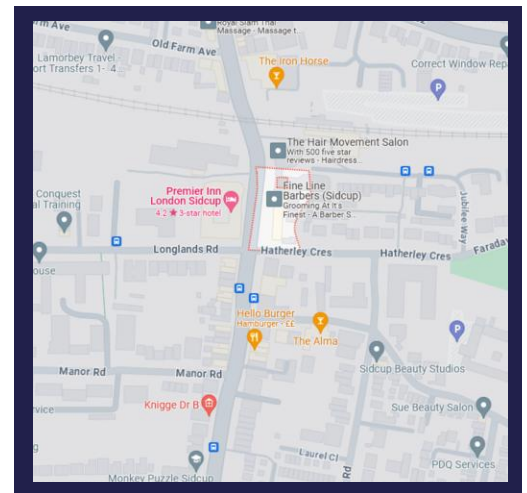 Royal Siam Thai
Massage - Massage t...
rm Ave
Lamorbey Travel
ort Transfers 1- 4...
Old Farm Ave
The Iron Horse
Correct Window Rep
P
The Hair Movement Salon
With 500 five star
reviews - Hairdress...
Premier Inn
London Sidcup
4.2 ★ 3-star hotel
Fine Line
Barbers (Sidcup)
Grooming At It's
Finest - A Barber S...
Conquest
al Training
Jubilee Way
Longlands Rd
Hatherley Cres
Hatherley Cres
Faraday
ouse
Hello Burger
Hamburger • ££
The Alma
P
Sidcup Beauty Studios
Manor Rd
Manor Rd
Knigge Dr B
Sue Beauty Salon
rvice
g
Laurel Cl
Rd
PDQ Services
Monkey Puzzle Sidcup